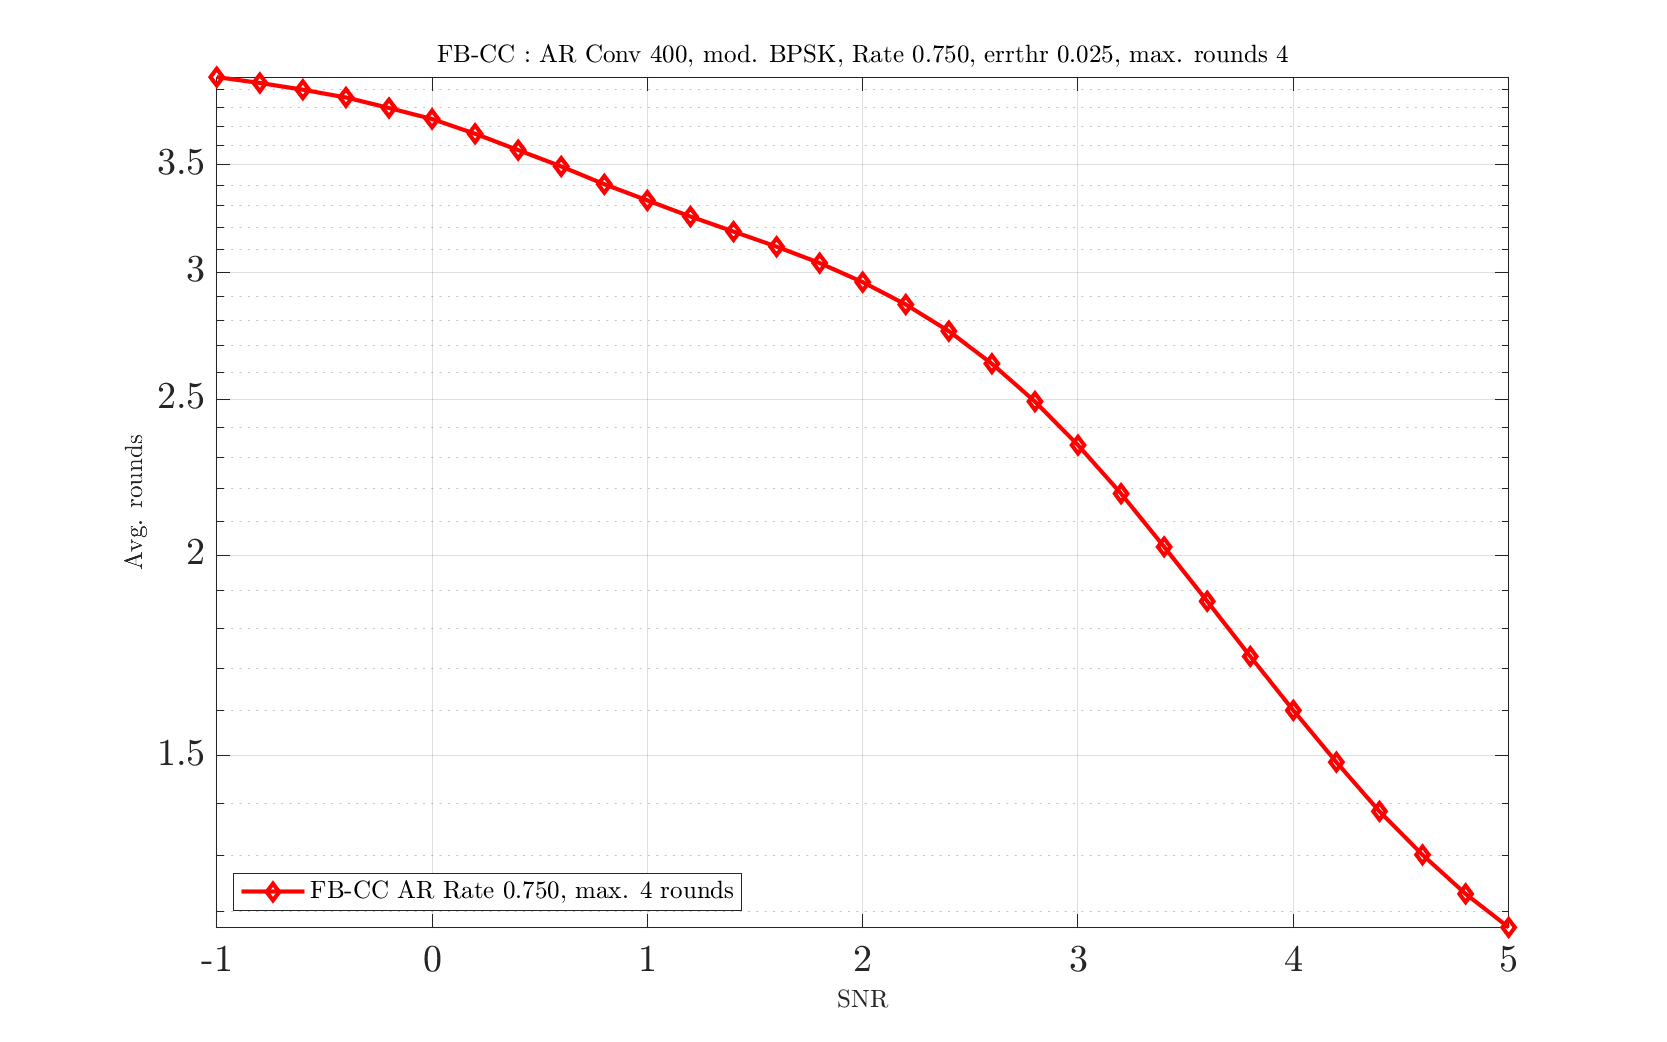 FB-CC : AR Conv 400, mod. BPSK, Rate 0.750, errthr 0.025, max. rounds 4
3.5
3
2.5
2
1.5
Avg. rounds
FB-CC AR Rate 0.750, max. 4 rounds
-1 0 1 2 3 4 5
SNR